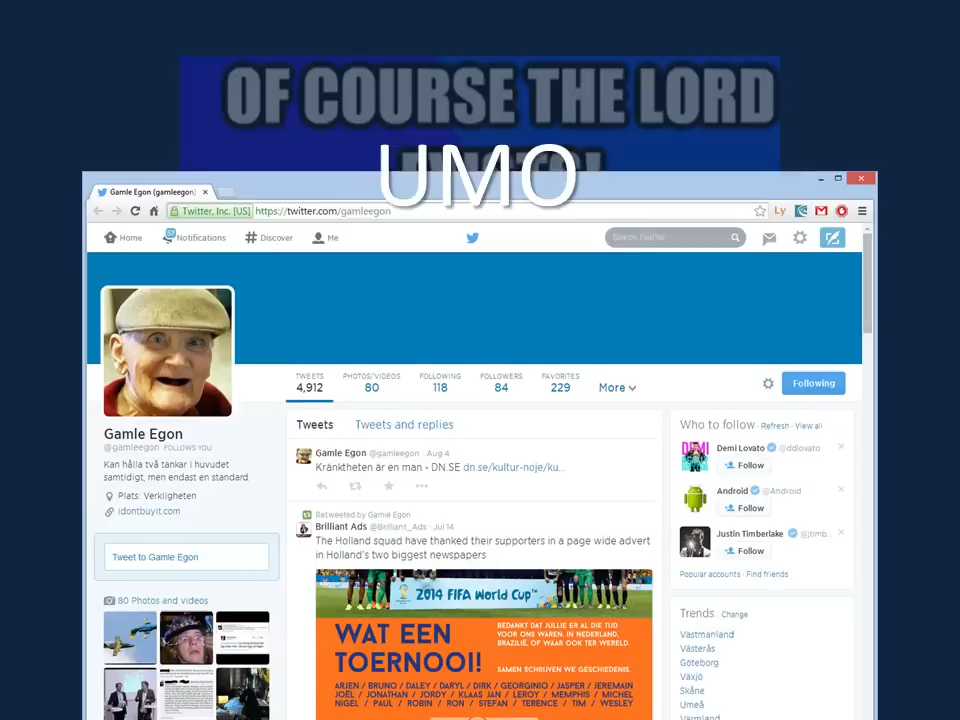 OF COURSE THE LORD
UMO
Gamle Egon (gamleegon)
Twitter, Inc. [US] https://twitter.com/gamleegon
Home
57
Notifications
Discover
Me
Search Twitter
TWEETS
4,912
PHOTOS/VIDEOS
80
FOLLOWING
118
FOLLOWERS
84
FAVORITES
229
More
Following
Gamle Egon
@gamleegon FOLLOWS YOU
Kan hålla två tankar i huvudet
samtidigt, men endast en standard.
Plats: Verkligheten
idontbuyit.com
Tweet to Gamle Egon
80 Photos and videos
Tweets Tweets and replies
Gamle Egon @gamleegon · Aug 4
Kränktheten är en man - DN.SE dn.se/kultur-noje/ku...
Retweeted by Gamle Egon
Brilliant Ads @Brilliant_Ads · Jul 14
The Holland squad have thanked their supporters in a page wide advert
in Holland's two biggest newspapers
2014 FIFA World Cup™
WAT EEN
TOERNOOI!
BEDANKT DAT JULLIE ER AL DIE TIJD
VOOR ONS WAREN. IN NEDERLAND,
BRAZILIË, OF WAAR OOK TER WERELD.
SAMEN SCHRIJVEN WE GESCHIEDENIS.
ARJEN / BRUNO / DALEY / DARYL / DIRK / GEORGINIO / JASPER / JEREMAIN
JOËL / JONATHAN / JORDY / KLAAS JAN / LEROY / MEMPHIS / MICHEL
NIGEL / PAUL / ROBIN / RON / STEFAN / TERENCE / TIM / WESLEY
Who to follow · Refresh · View all
Demi Lovato @ddlovato
Follow
Android @Android
Follow
Justin Timberlake @jtimb..
Follow
Popular accounts · Find friends
Trends · Change
Västmanland
Västerås
Göteborg
Växjö
Skåne
Umeå
Värmland